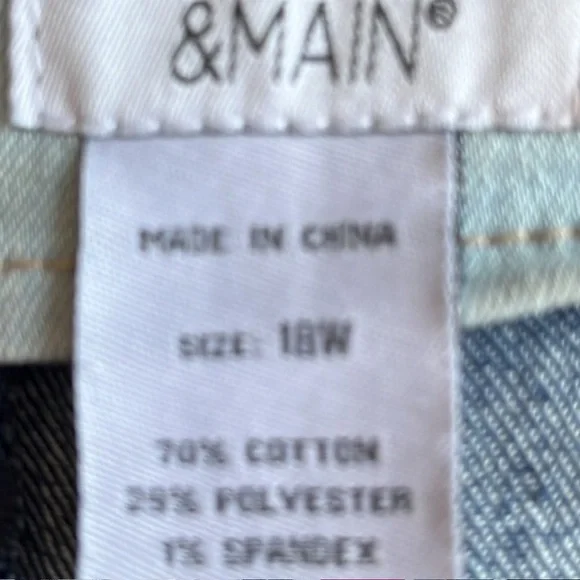 &MAIN®
MADE IN CHINA
SIZE: 18W
70% COTTON
29% POLYESTER
1% SPANDEX